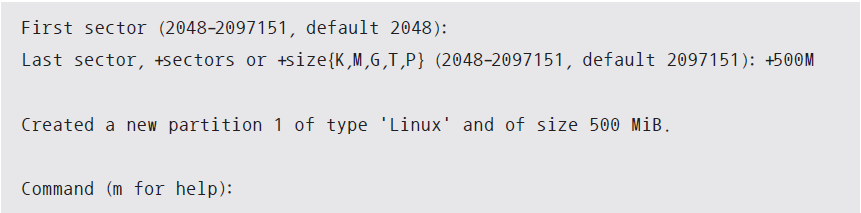 First sector (2048-2097151, default 2048):
Last sector, +sectors or +size{K,M,G,T,P} (2048-2097151, default 2097151): +500M
Created a new partition 1 of type 'Linux' and of size 500 MiB.
Command (m for help):